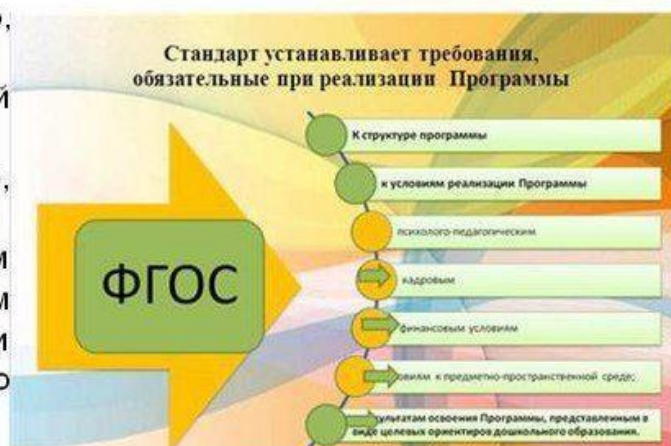 Стандарт устанавливает требования,
обязательные при реализации Программы
К структуре программы
к условиям реализации Программы
психолого-педагогическим
кадровым
ФГОС
финансовым условиям
к предметно-пространственной среде;
освоения Программы, представленным в
виде целевых ориентиров дошкольного образования.